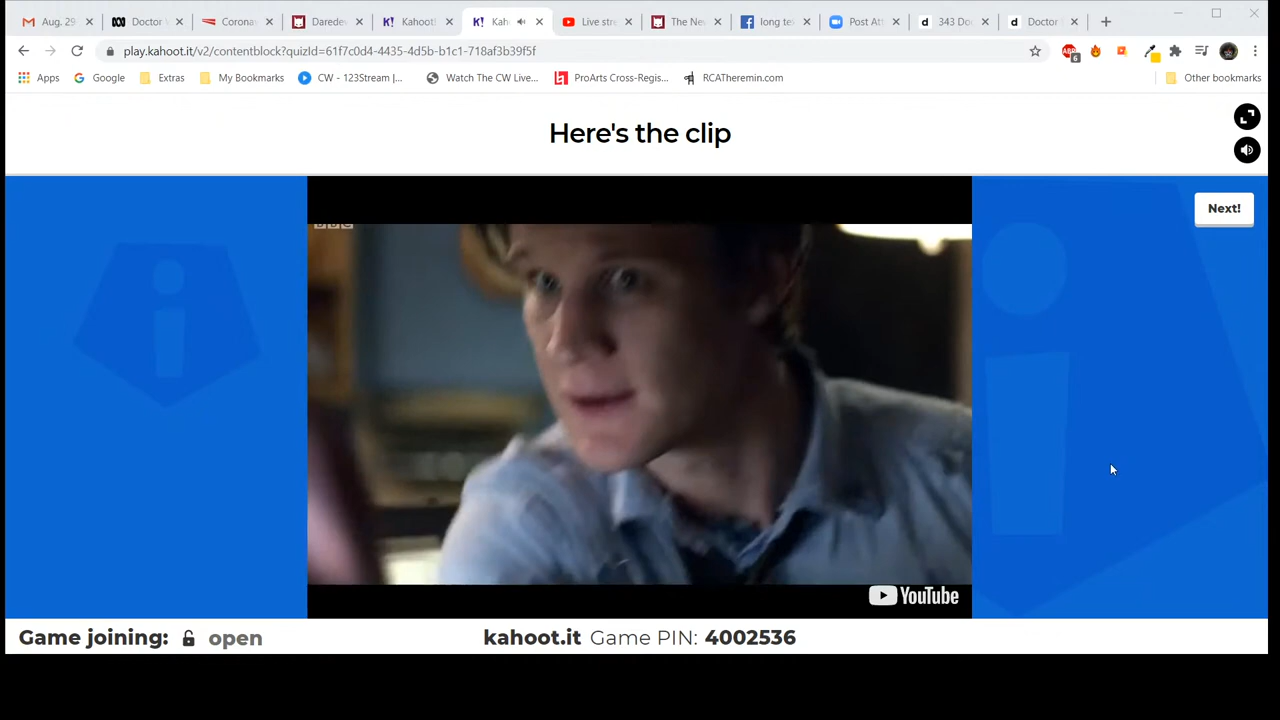 Aug. 29
Doctor W
Corona
Daredev
Kahoot!
Kah
Live stre
The Nev
long te
Post Att
343 Do
Doctor
play.kahoot.it/v2/contentblock?quizId=61f7c0d4-4435-4d5b-b1c1-718af3b39f5f
6
Apps
Google
Extras
My Bookmarks
CW - 123Stream |...
Watch The CW Live...
ProArts Cross-Regis...
RCATheremin.com
Other bookmarks
Here's the clip
Next!
BBC
YouTube
Game joining: open
kahoot.it Game PIN: 4002536